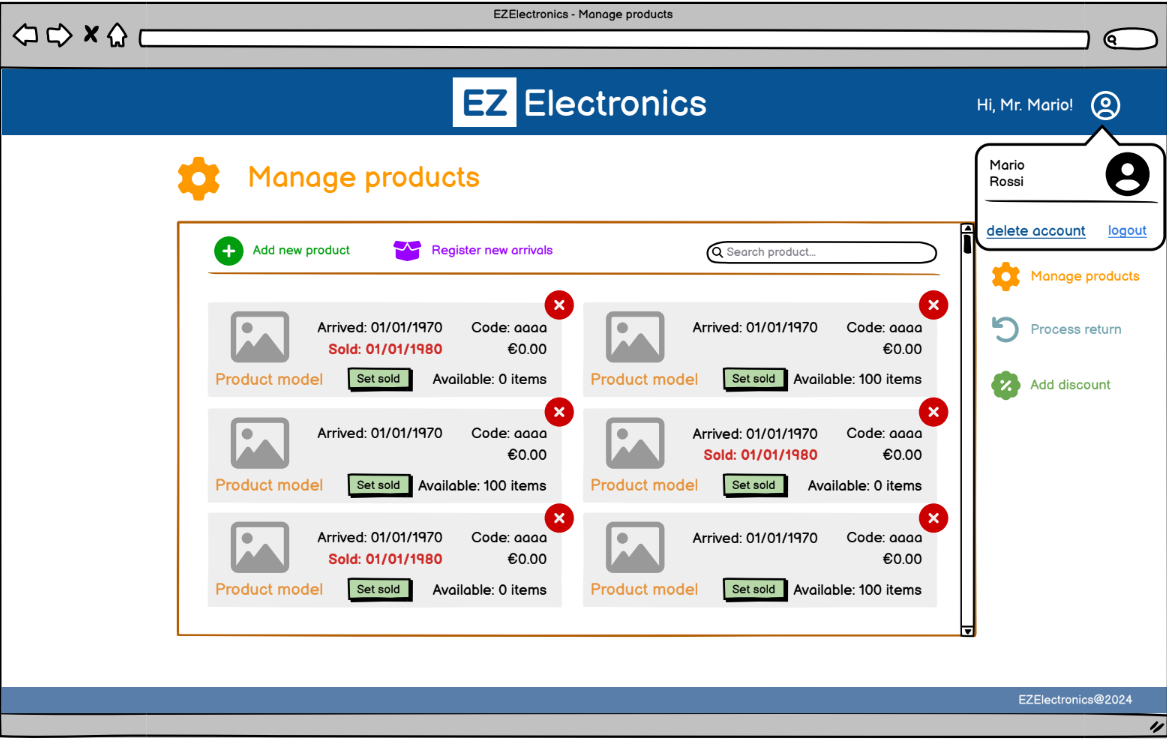 EZElectronics - Manage products
EZ Electronics
Hi, Mr. Mario!
Mario
Rossi
delete account logout
Manage products
Add new product Register new arrivals Search product...
Manage products
Process return
Add discount
Arrived: 01/01/1970 Code: aaaa
Sold: 01/01/1980 €0.00
Product model Set sold Available: 0 items
Arrived: 01/01/1970 Code: aaaa
€0.00
Product model Set sold Available: 100 items
Arrived: 01/01/1970 Code: aaaa
€0.00
Product model Set sold Available: 100 items
Arrived: 01/01/1970 Code: aaaa
Sold: 01/01/1980 €0.00
Product model Set sold Available: 0 items
Arrived: 01/01/1970 Code: aaaa
Sold: 01/01/1980 €0.00
Product model Set sold Available: 0 items
Arrived: 01/01/1970 Code: aaaa
€0.00
Product model Set sold Available: 100 items
EZElectronics@2024